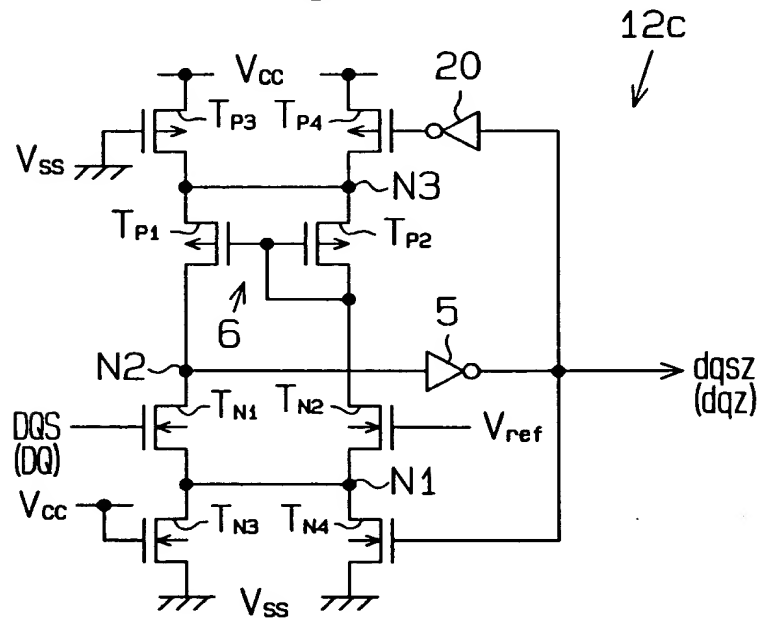 12c
Vcc
20
TP3
TP4
Vss
N3
TP1
TP2
6
5
N2
dqsz
(dqz)
TN1
TN2
DQS
(DQ)
Vref
N1
Vcc
TN3
TN4
Vss